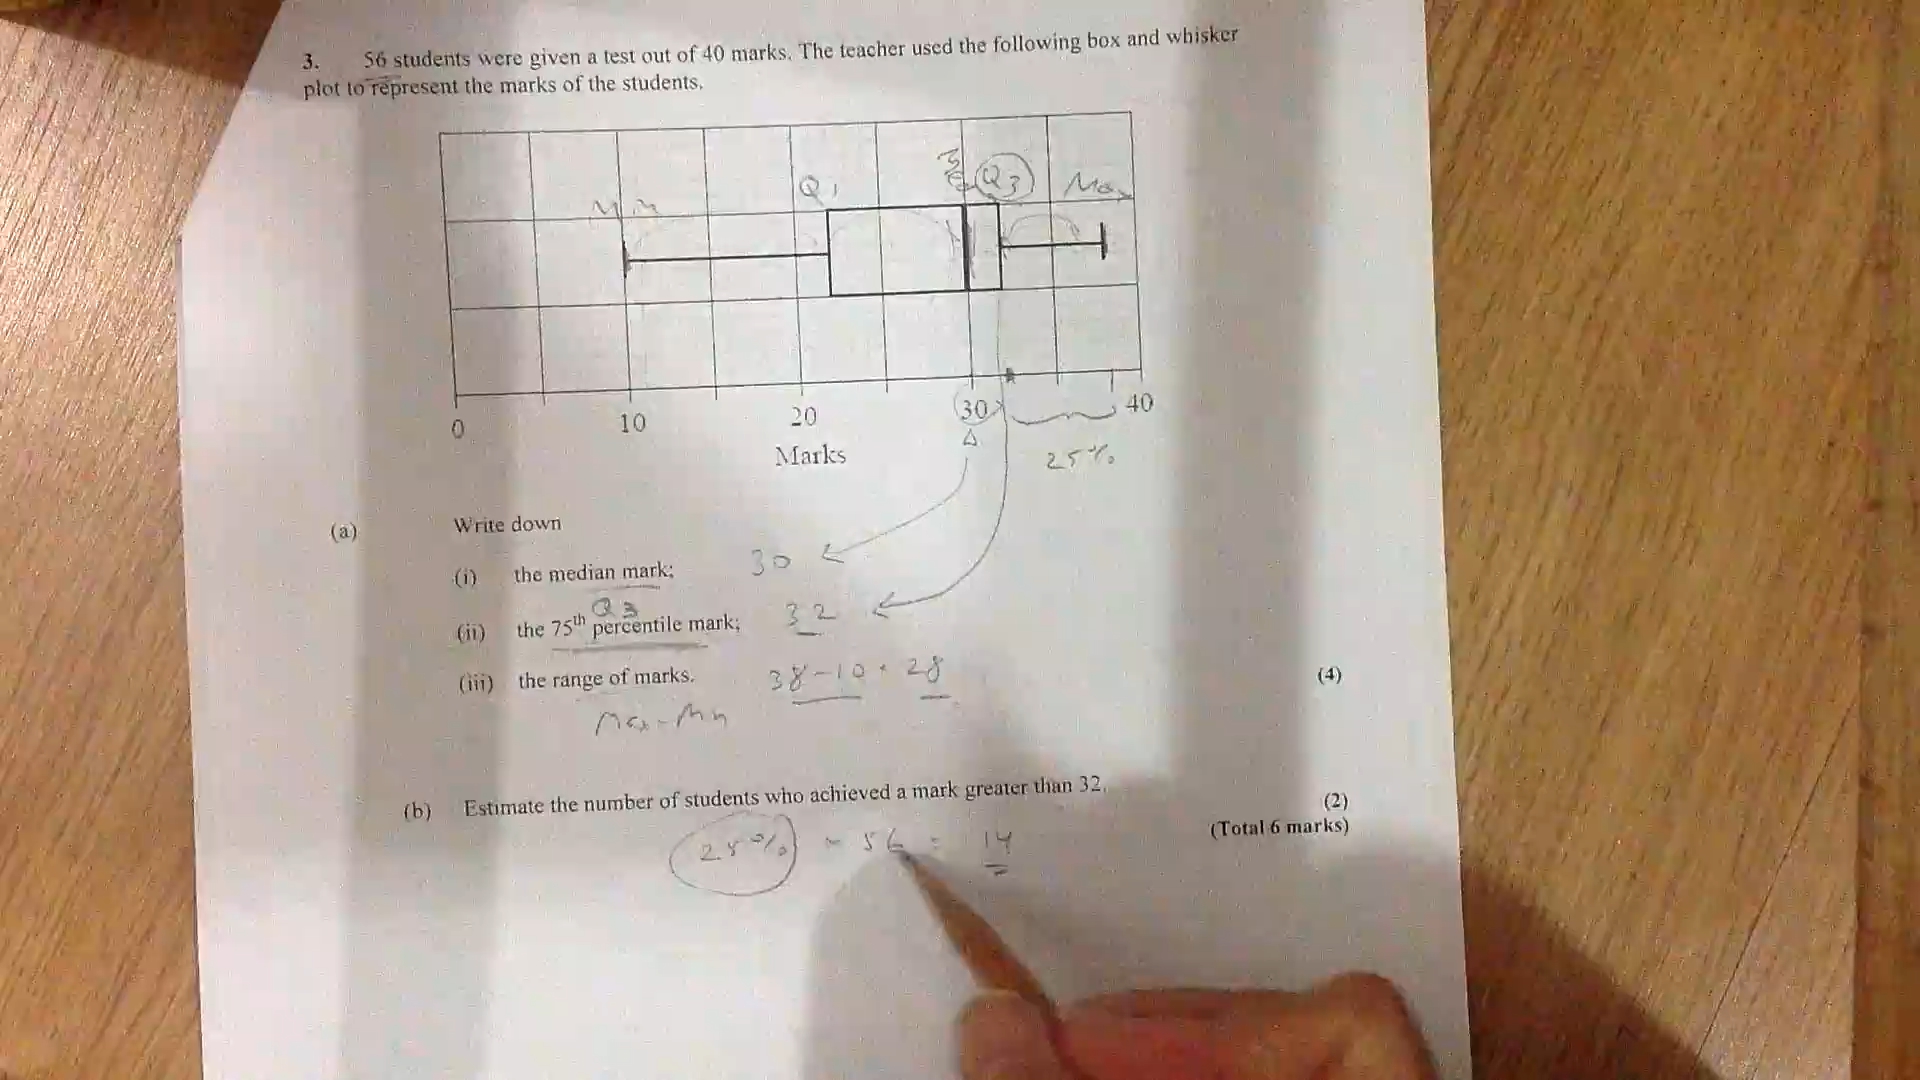 3. 56 students were given a test out of 40 marks. The teacher used the following box and whisker
plot to represent the marks of the students.
Min Q1 Med Q3 Max
0 10 20 30 40
Marks
25%
(a) Write down
(i) the median mark; 30
Q3
(ii) the 75th percentile mark; 32
(iii) the range of marks. 38-10 = 28 (4)
Max-Min
(b) Estimate the number of students who achieved a mark greater than 32. (2)
(Total 6 marks)
25% × 56 = 14